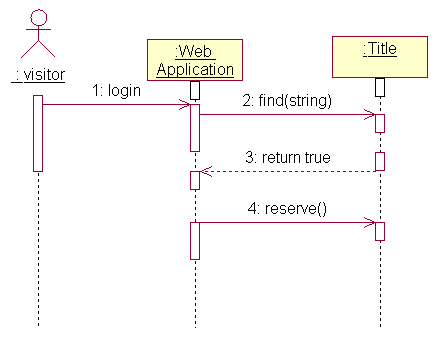 : visitor
:Web
Application
:Title
1: login
2: find(string)
3: return true
4: reserve()